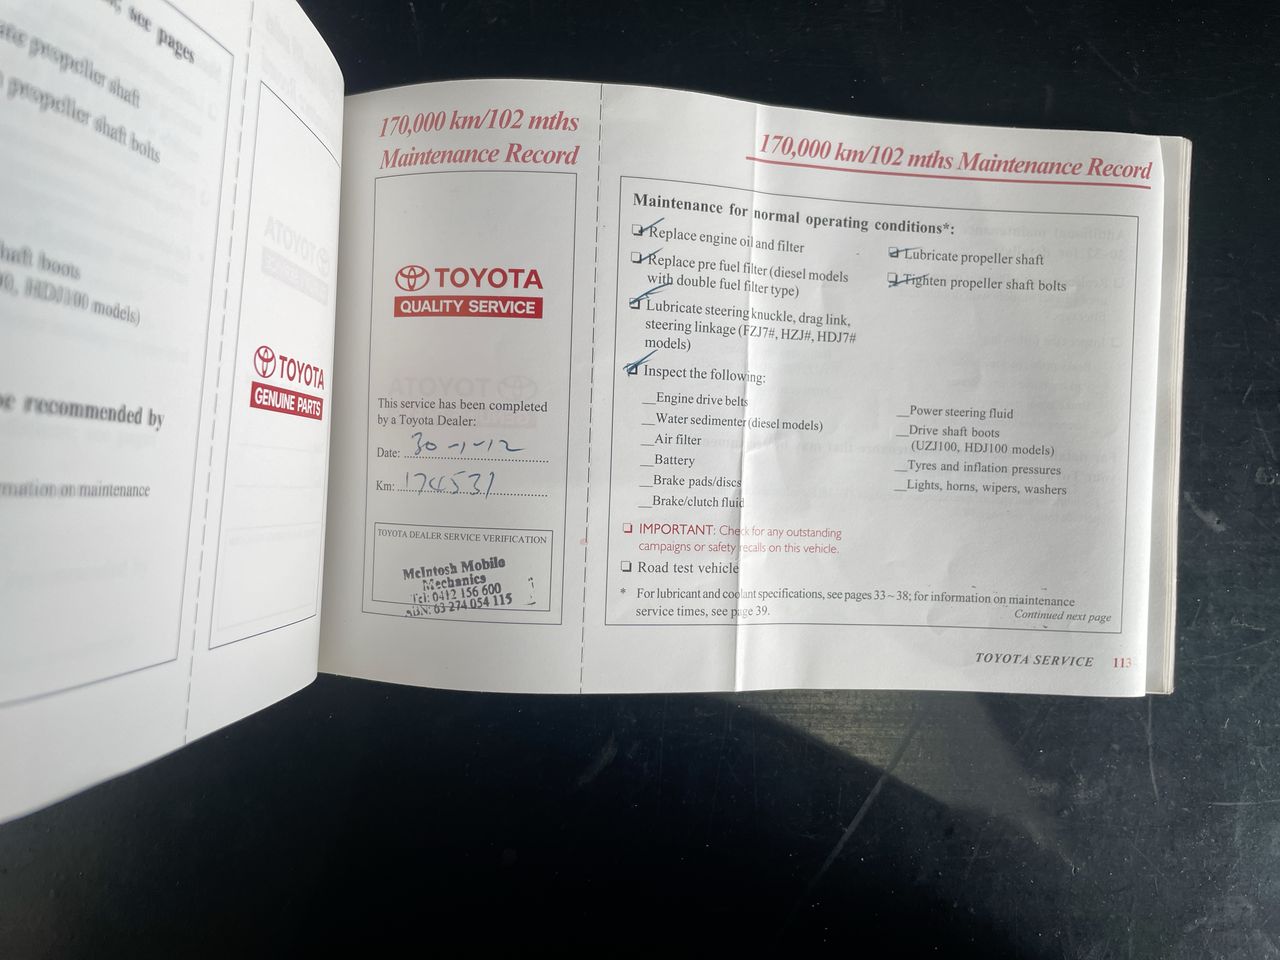 see pages
propeller shaft
propeller shaft bolts
shaft boots
HDJ100 models)
be recommended by
on maintenance
TOYOTA
GENUINE PARTS
170,000 km/102 mths
Maintenance Record
TOYOTA
QUALITY SERVICE
This service has been completed
by a Toyota Dealer:
Date: 30-1-12
Km: 174531
TOYOTA DEALER SERVICE VERIFICATION
McIntosh Mobile
Mechanics
Tel: 0412 156 600
ABN: 63 274 054 115
170,000 km/102 mths Maintenance Record
Maintenance for normal operating conditions*:
Replace engine oil and filter
Replace pre fuel filter (diesel models
with double fuel filter type)
Lubricate steering knuckle, drag link,
steering linkage (FZJ7#, HZJ#, HDJ7#
models)
Inspect the following:
__Engine drive belts
__Water sedimenter (diesel models)
__Air filter
__Battery
__Brake pads/discs
__Brake/clutch fluid
Lubricate propeller shaft
Tighten propeller shaft bolts
__Power steering fluid
__Drive shaft boots
(UZJ100, HDJ100 models)
__Tyres and inflation pressures
__Lights, horns, wipers, washers
IMPORTANT: Check for any outstanding
campaigns or safety recalls on this vehicle.
Road test vehicle
* For lubricant and coolant specifications, see pages 33~38; for information on maintenance
service times, see page 39.
Continued next page
TOYOTA SERVICE 113